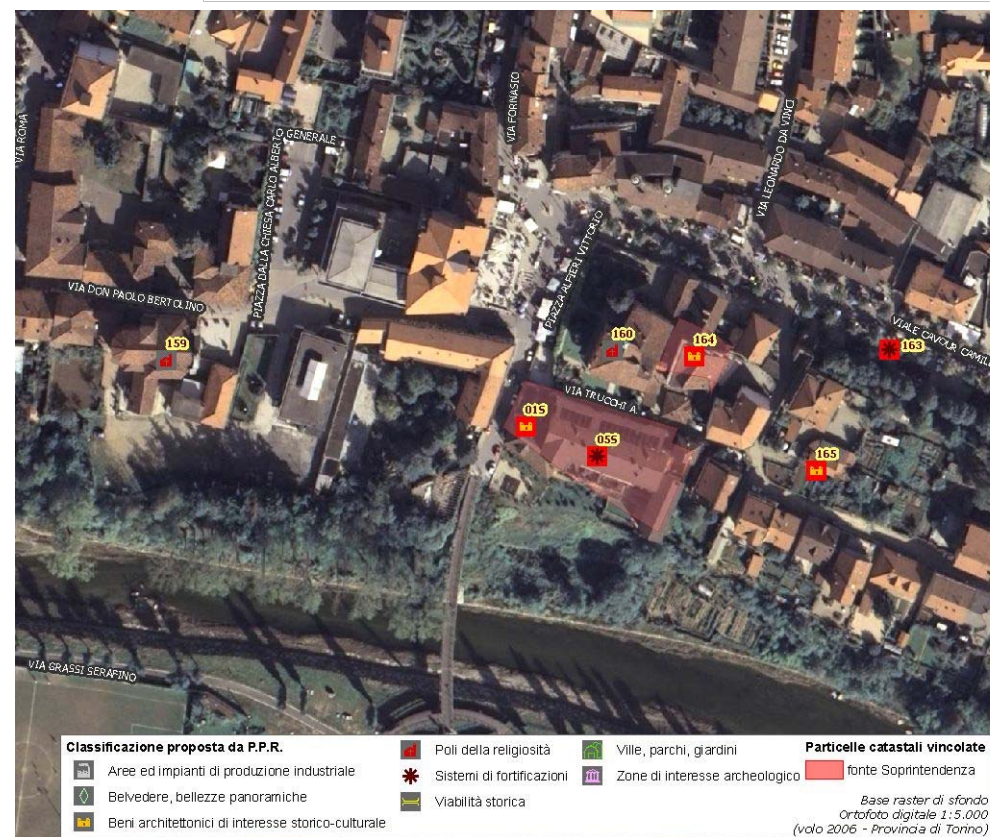 VIA ROMA
GENERALE
PIAZZA DALLA CHIESA CARLO ALBERTO
VIA FORNASIO
VIA LEONARDO DA VINCI
PIAZZA ALFIERI VITTORIO
VIA DON PAOLO BERTOLINO
159
160
164
163
VIALE CAVOUR CAMIL
VIA TRUCCHI A.
01S
05S
165
VIA GRASSI SERAFINO
Classificazione proposta da P.P.R.
Aree ed impianti di produzione industriale
Belvedere, bellezze panoramiche
Beni architettonici di interesse storico-culturale
Poli della religiosità
Sistemi di fortificazioni
Viabilità storica
Ville, parchi, giardini
Zone di interesse archeologico
Particelle catastali vincolate
fonte Soprintendenza
Base raster di sfondo
Ortofoto digitale 1:5.000
(volo 2006 - Provincia di Torino)